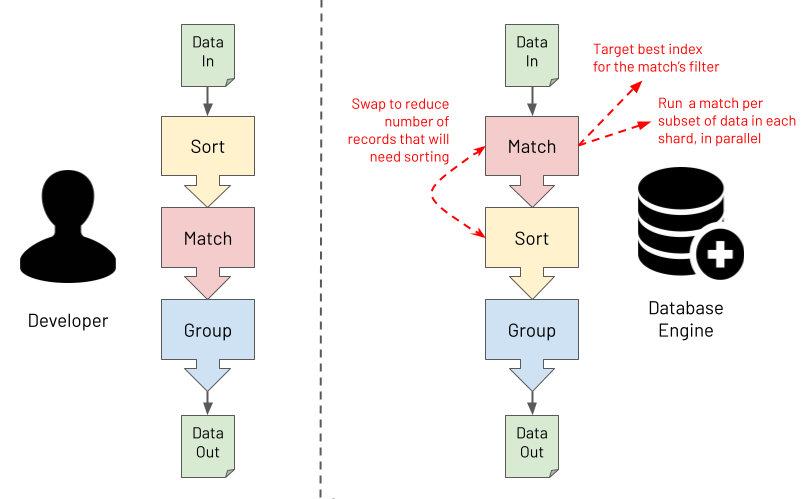 Data
In
Sort
Match
Group
Data
Out
Developer
Data
In
Target best index
for the match's filter
Swap to reduce
number of
records that will
need sorting
Run a match per
subset of data in each
shard, in parallel
Match
Sort
Group
Data
Out
Database
Engine